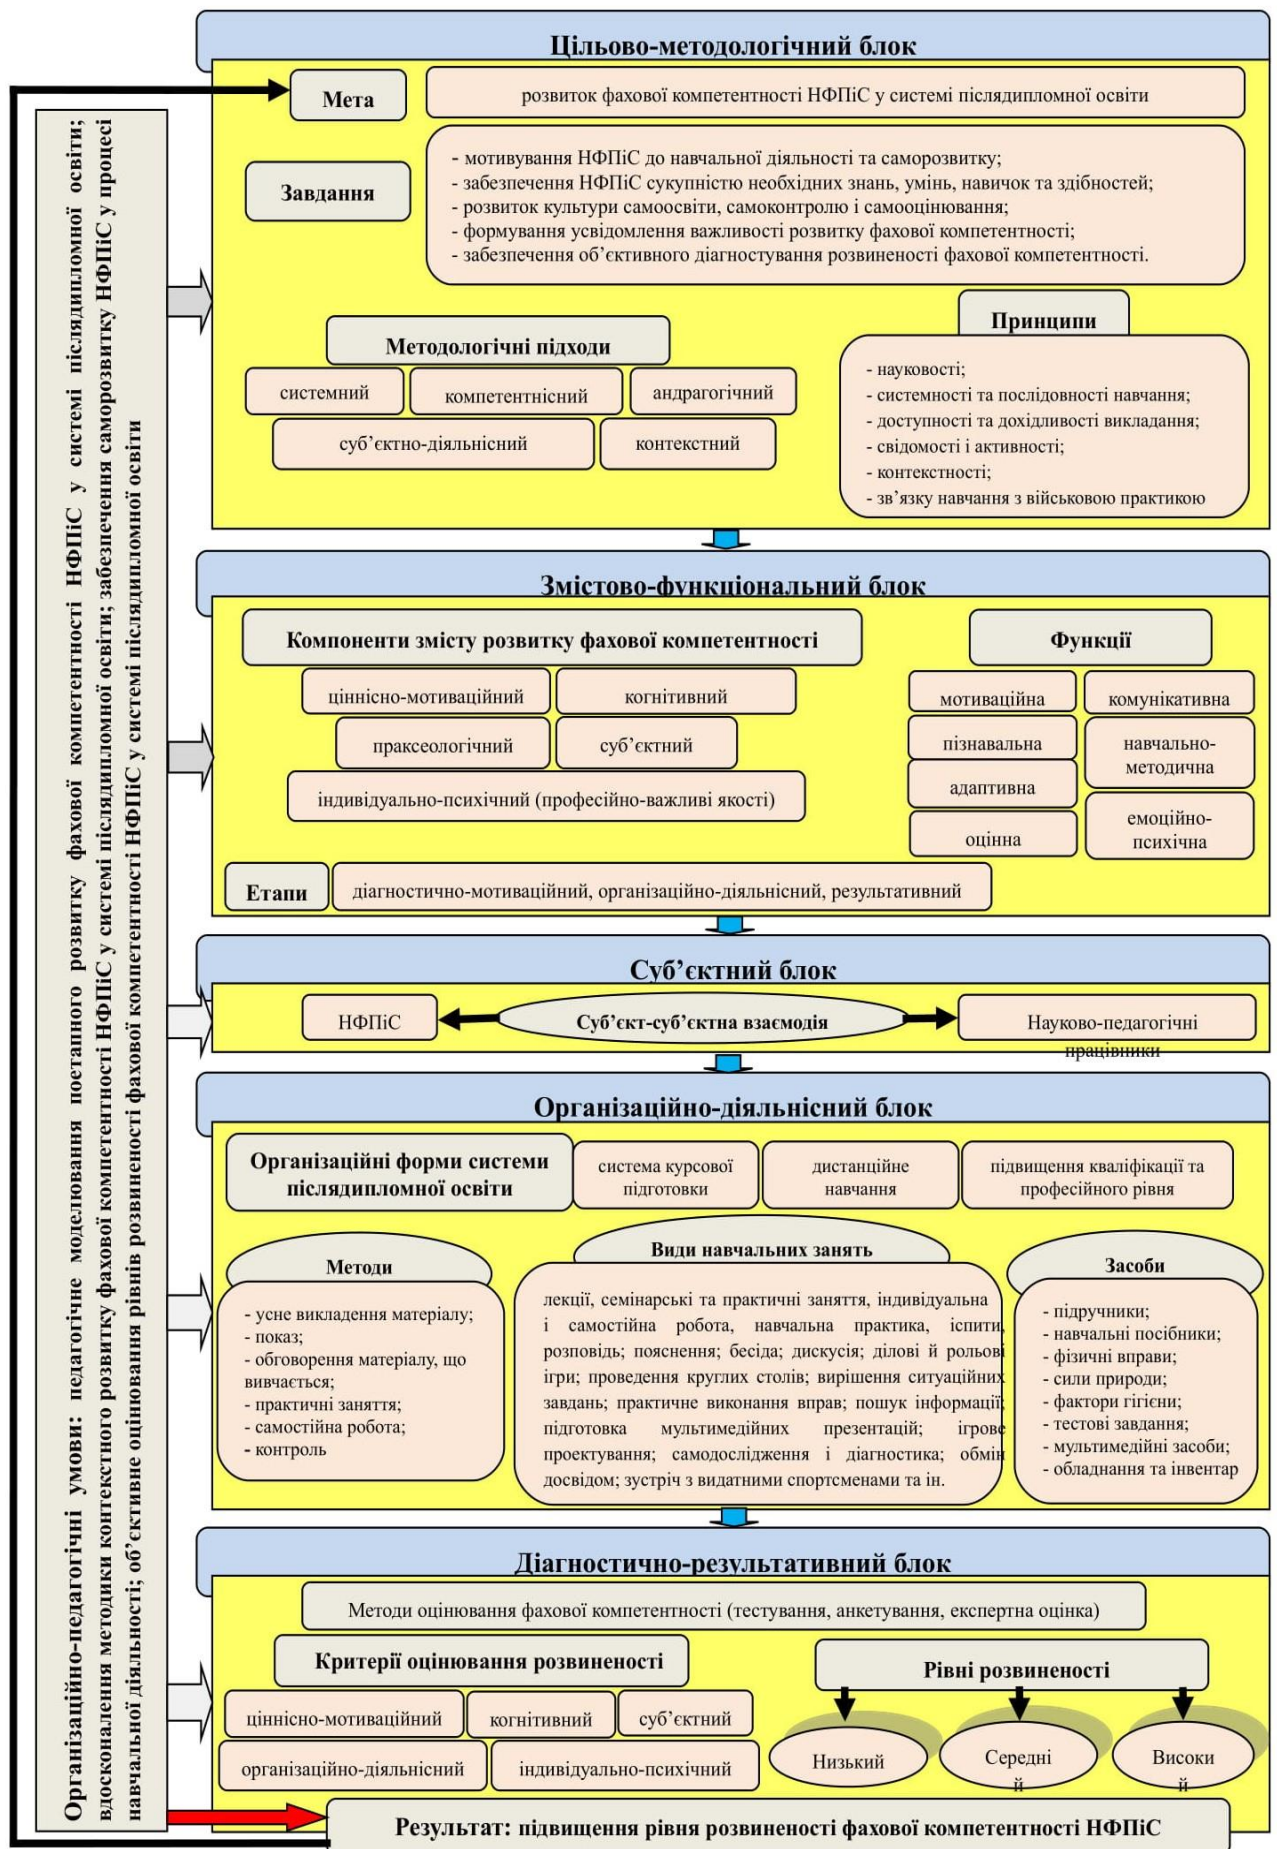 Організаційно-педагогічні умови: педагогічне моделювання поетапного розвитку фахової компетентності НФПіС у системі післядипломної освіти;
вдосконалення методики контекстного розвитку фахової компетентності НФПіС у системі післядипломної освіти; забезпечення саморозвитку НФПіС у процесі
навчальної діяльності; об’єктивне оцінювання рівнів розвиненості фахової компетентності НФПіС у системі післядипломної освіти
Цільово-методологічний блок
Мета
розвиток фахової компетентності НФПіС у системі післядипломної освіти
Завдання
- мотивування НФПіС до навчальної діяльності та саморозвитку;
- забезпечення НФПіС сукупністю необхідних знань, умінь, навичок та здібностей;
- розвиток культури самоосвіти, самоконтролю і самооцінювання;
- формування усвідомлення важливості розвитку фахової компетентності;
- забезпечення об’єктивного діагностування розвиненості фахової компетентності.
Методологічні підходи
системний
компетентнісний
андрагогічний
суб’єктно-діяльнісний
контекстний
Принципи
- науковості;
- системності та послідовності навчання;
- доступності та дохідливості викладання;
- свідомості і активності;
- контекстності;
- зв’язку навчання з військовою практикою
Змістово-функціональний блок
Компоненти змісту розвитку фахової компетентності
ціннісно-мотиваційний
когнітивний
праксеологічний
суб’єктний
індивідуально-психічний (професійно-важливі якості)
Функції
мотиваційна
комунікативна
пізнавальна
навчально-
методична
адаптивна
емоційно-
психічна
оцінна
Етапи
діагностично-мотиваційний, організаційно-діяльнісний, результативний
Суб’єктний блок
НФПіС
Суб’єкт-суб’єктна взаємодія
Науково-педагогічні
працівники
Організаційно-діяльнісний блок
Організаційні форми системи
післядипломної освіти
система курсової
підготовки
дистанційне
навчання
підвищення кваліфікації та
професійного рівня
Методи
- усне викладення матеріалу;
- показ;
- обговорення матеріалу, що
вивчається;
- практичні заняття;
- самостійна робота;
- контроль
Види навчальних занять
лекції, семінарські та практичні заняття, індивідуальна
і самостійна робота, навчальна практика, іспити,
розповідь; пояснення; бесіда; дискусія; ділові й рольові
ігри; проведення круглих столів; вирішення ситуаційних
завдань; практичне виконання вправ; пошук інформації;
підготовка мультимедійних презентацій; ігрове
проектування; самодослідження і діагностика; обмін
досвідом; зустріч з видатними спортсменами та ін.
Засоби
- підручники;
- навчальні посібники;
- фізичні вправи;
- сили природи;
- фактори гігієни;
- тестові завдання;
- мультимедійні засоби;
- обладнання та інвентар
Діагностично-результативний блок
Методи оцінювання фахової компетентності (тестування, анкетування, експертна оцінка)
Критерії оцінювання розвиненості
ціннісно-мотиваційний
когнітивний
суб’єктний
організаційно-діяльнісний
індивідуально-психічний
Рівні розвиненості
Низький
Середні
й
Високи
й
Результат: підвищення рівня розвиненості фахової компетентності НФПіС